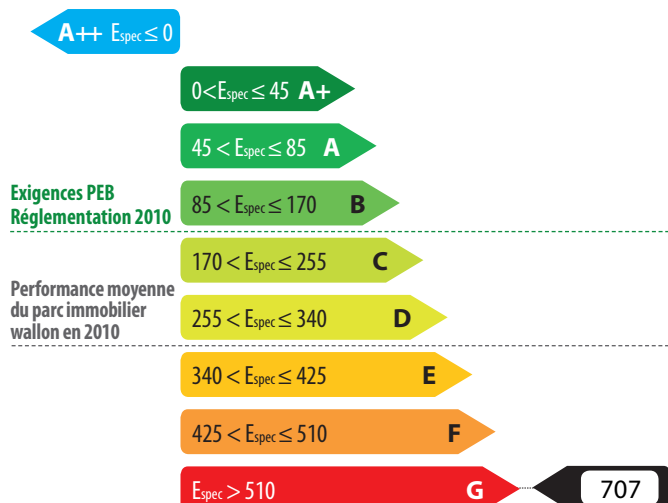 A++ Espec ≤ 0
0<Espec ≤ 45 A+
45 < Espec ≤ 85 A
Exigences PEB
Réglementation 2010
85 < Espec ≤ 170 B
170 < Espec ≤ 255 C
Performance moyenne
du parc immobilier
wallon en 2010
255 < Espec ≤ 340 D
340 < Espec ≤ 425 E
425 < Espec ≤ 510 F
Espec > 510 G 707